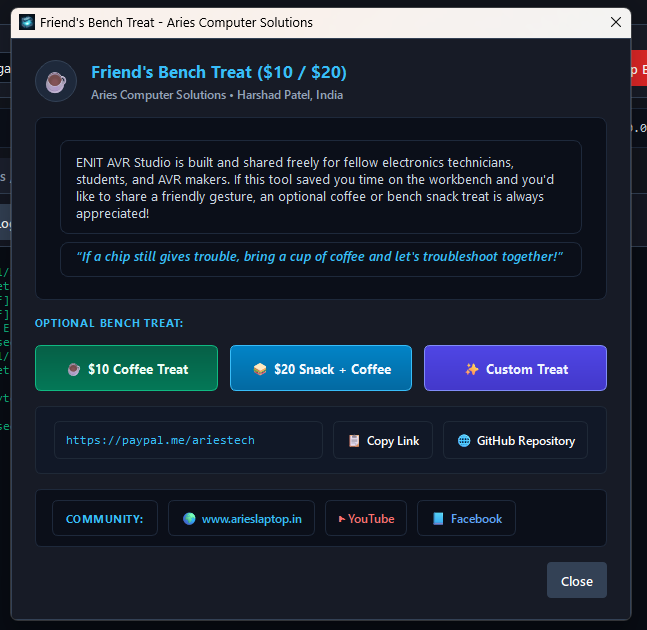 Friend's Bench Treat - Aries Computer Solutions
Friend's Bench Treat ($10 / $20)
Aries Computer Solutions • Harshad Patel, India
ENIT AVR Studio is built and shared freely for fellow electronics technicians,
students, and AVR makers. If this tool saved you time on the workbench and you'd
like to share a friendly gesture, an optional coffee or bench snack treat is always
appreciated!
“If a chip still gives trouble, bring a cup of coffee and let's troubleshoot together!”
OPTIONAL BENCH TREAT:
$10 Coffee Treat
$20 Snack + Coffee
Custom Treat
https://paypal.me/ariestech
Copy Link
GitHub Repository
COMMUNITY:
www.arieslaptop.in
YouTube
Facebook
Close